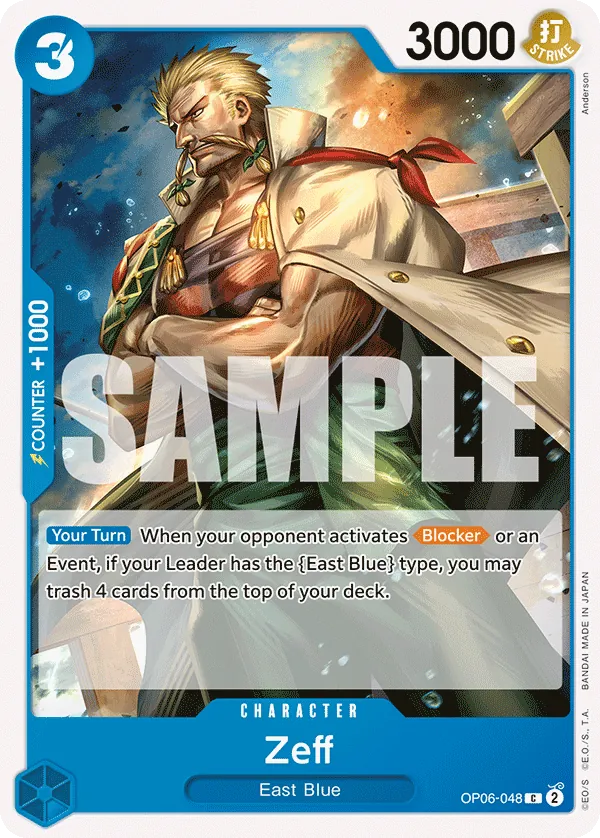 3
3000
打
STRIKE
Anderson
COUNTER +1000
SAMPLE
Your Turn When your opponent activates Blocker or an
Event, if your Leader has the {East Blue} type, you may
trash 4 cards from the top of your deck.
©E.O./S., T.A. BANDAI MADE IN JAPAN
©EO/S
CHARACTER
Zeff
East Blue
OP06-048 C 2